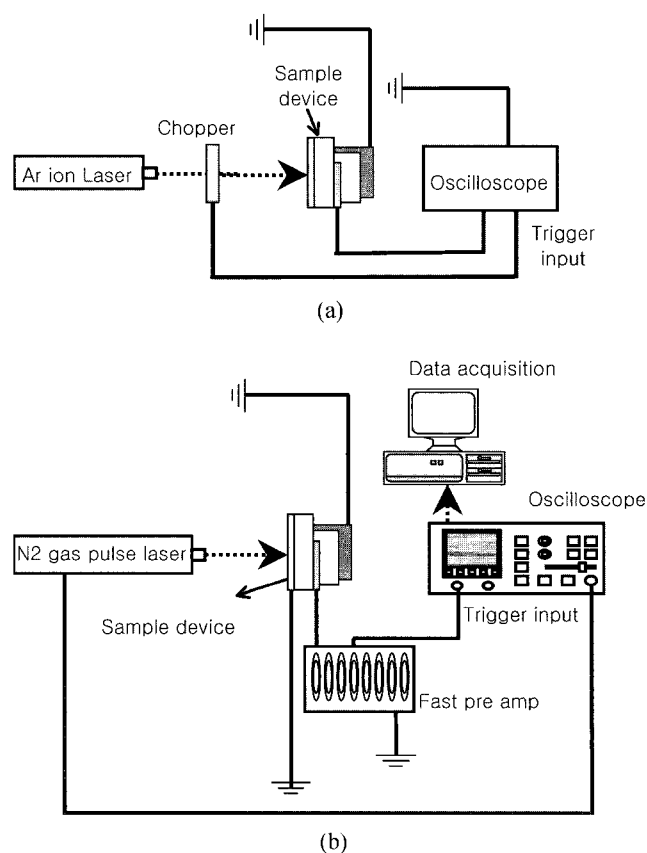 Sample
device
Chopper
Ar ion Laser
Oscilloscope
Trigger
input
(a)
Data acquisition
Oscilloscope
N2 gas pulse laser
Sample device
Trigger input
Fast pre amp
(b)